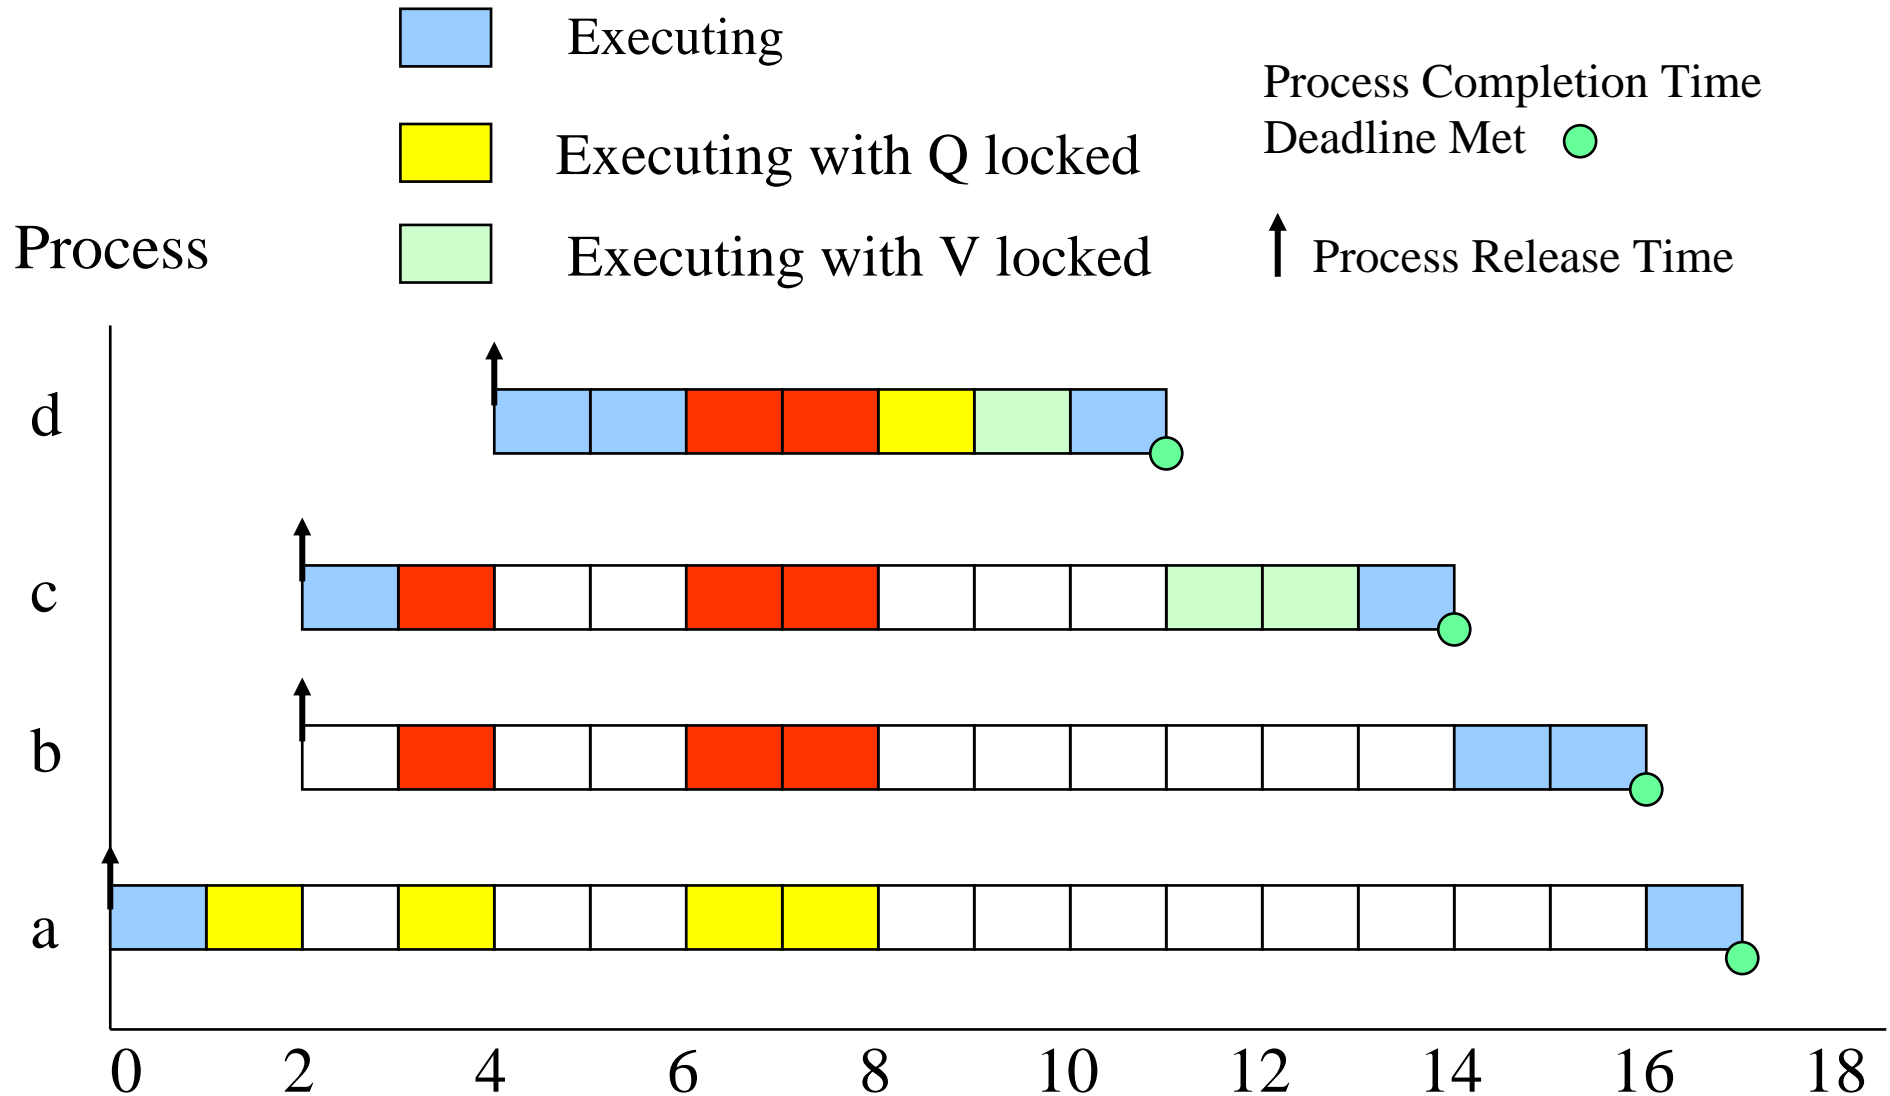 Executing
Process Completion Time
Deadline Met
Executing with Q locked
Process
Executing with V locked
Process Release Time
d
c
b
a
0 2 4 6 8 10 12 14 16 18